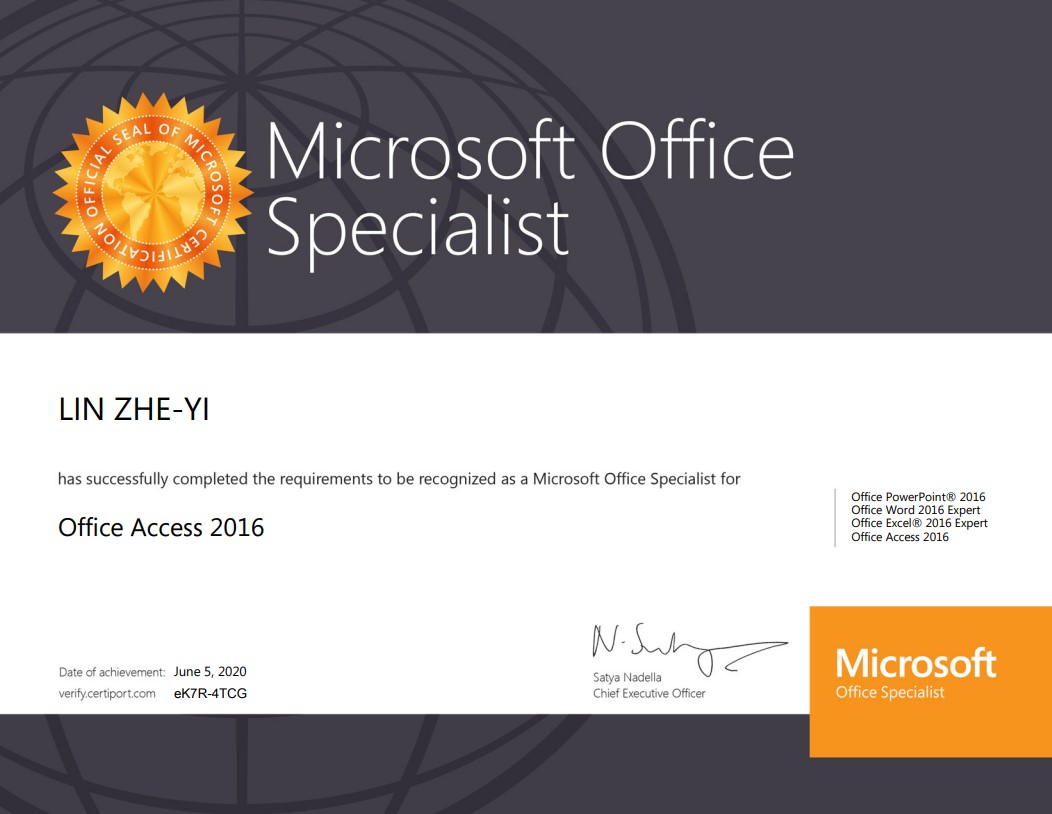 OFFICIAL SEAL OF MICROSOFT CERTIFICATION
Microsoft Office
Specialist
LIN ZHE-YI
has successfully completed the requirements to be recognized as a Microsoft Office Specialist for
Office Access 2016
Office PowerPoint® 2016
Office Word 2016 Expert
Office Excel® 2016 Expert
Office Access 2016
Date of achievement: June 5, 2020
verify.certiport.com eK7R-4TCG
Satya Nadella
Chief Executive Officer
Microsoft
Office Specialist